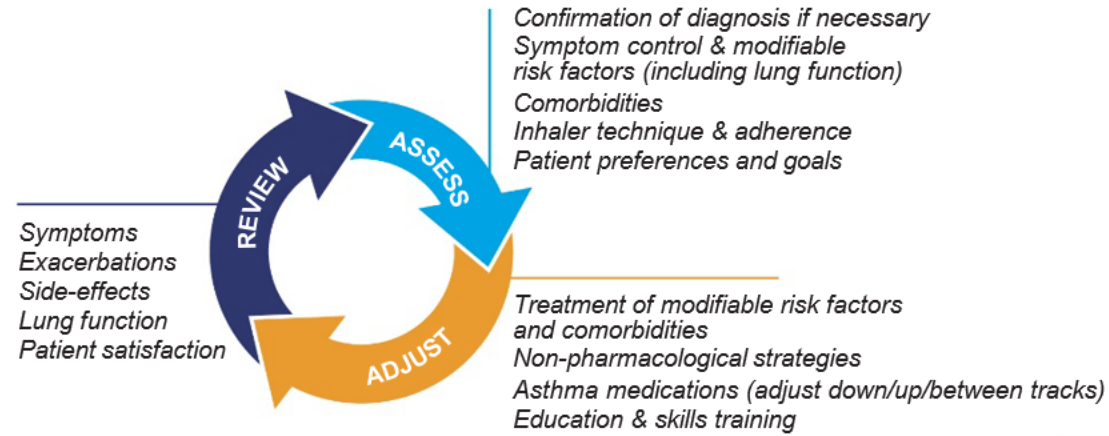 Confirmation of diagnosis if necessary
Symptom control & modifiable
risk factors (including lung function)
Comorbidities
Inhaler technique & adherence
Patient preferences and goals
ASSESS
REVIEW
Symptoms
Exacerbations
Side-effects
Lung function
Patient satisfaction
ADJUST
Treatment of modifiable risk factors
and comorbidities
Non-pharmacological strategies
Asthma medications (adjust down/up/between tracks)
Education & skills training